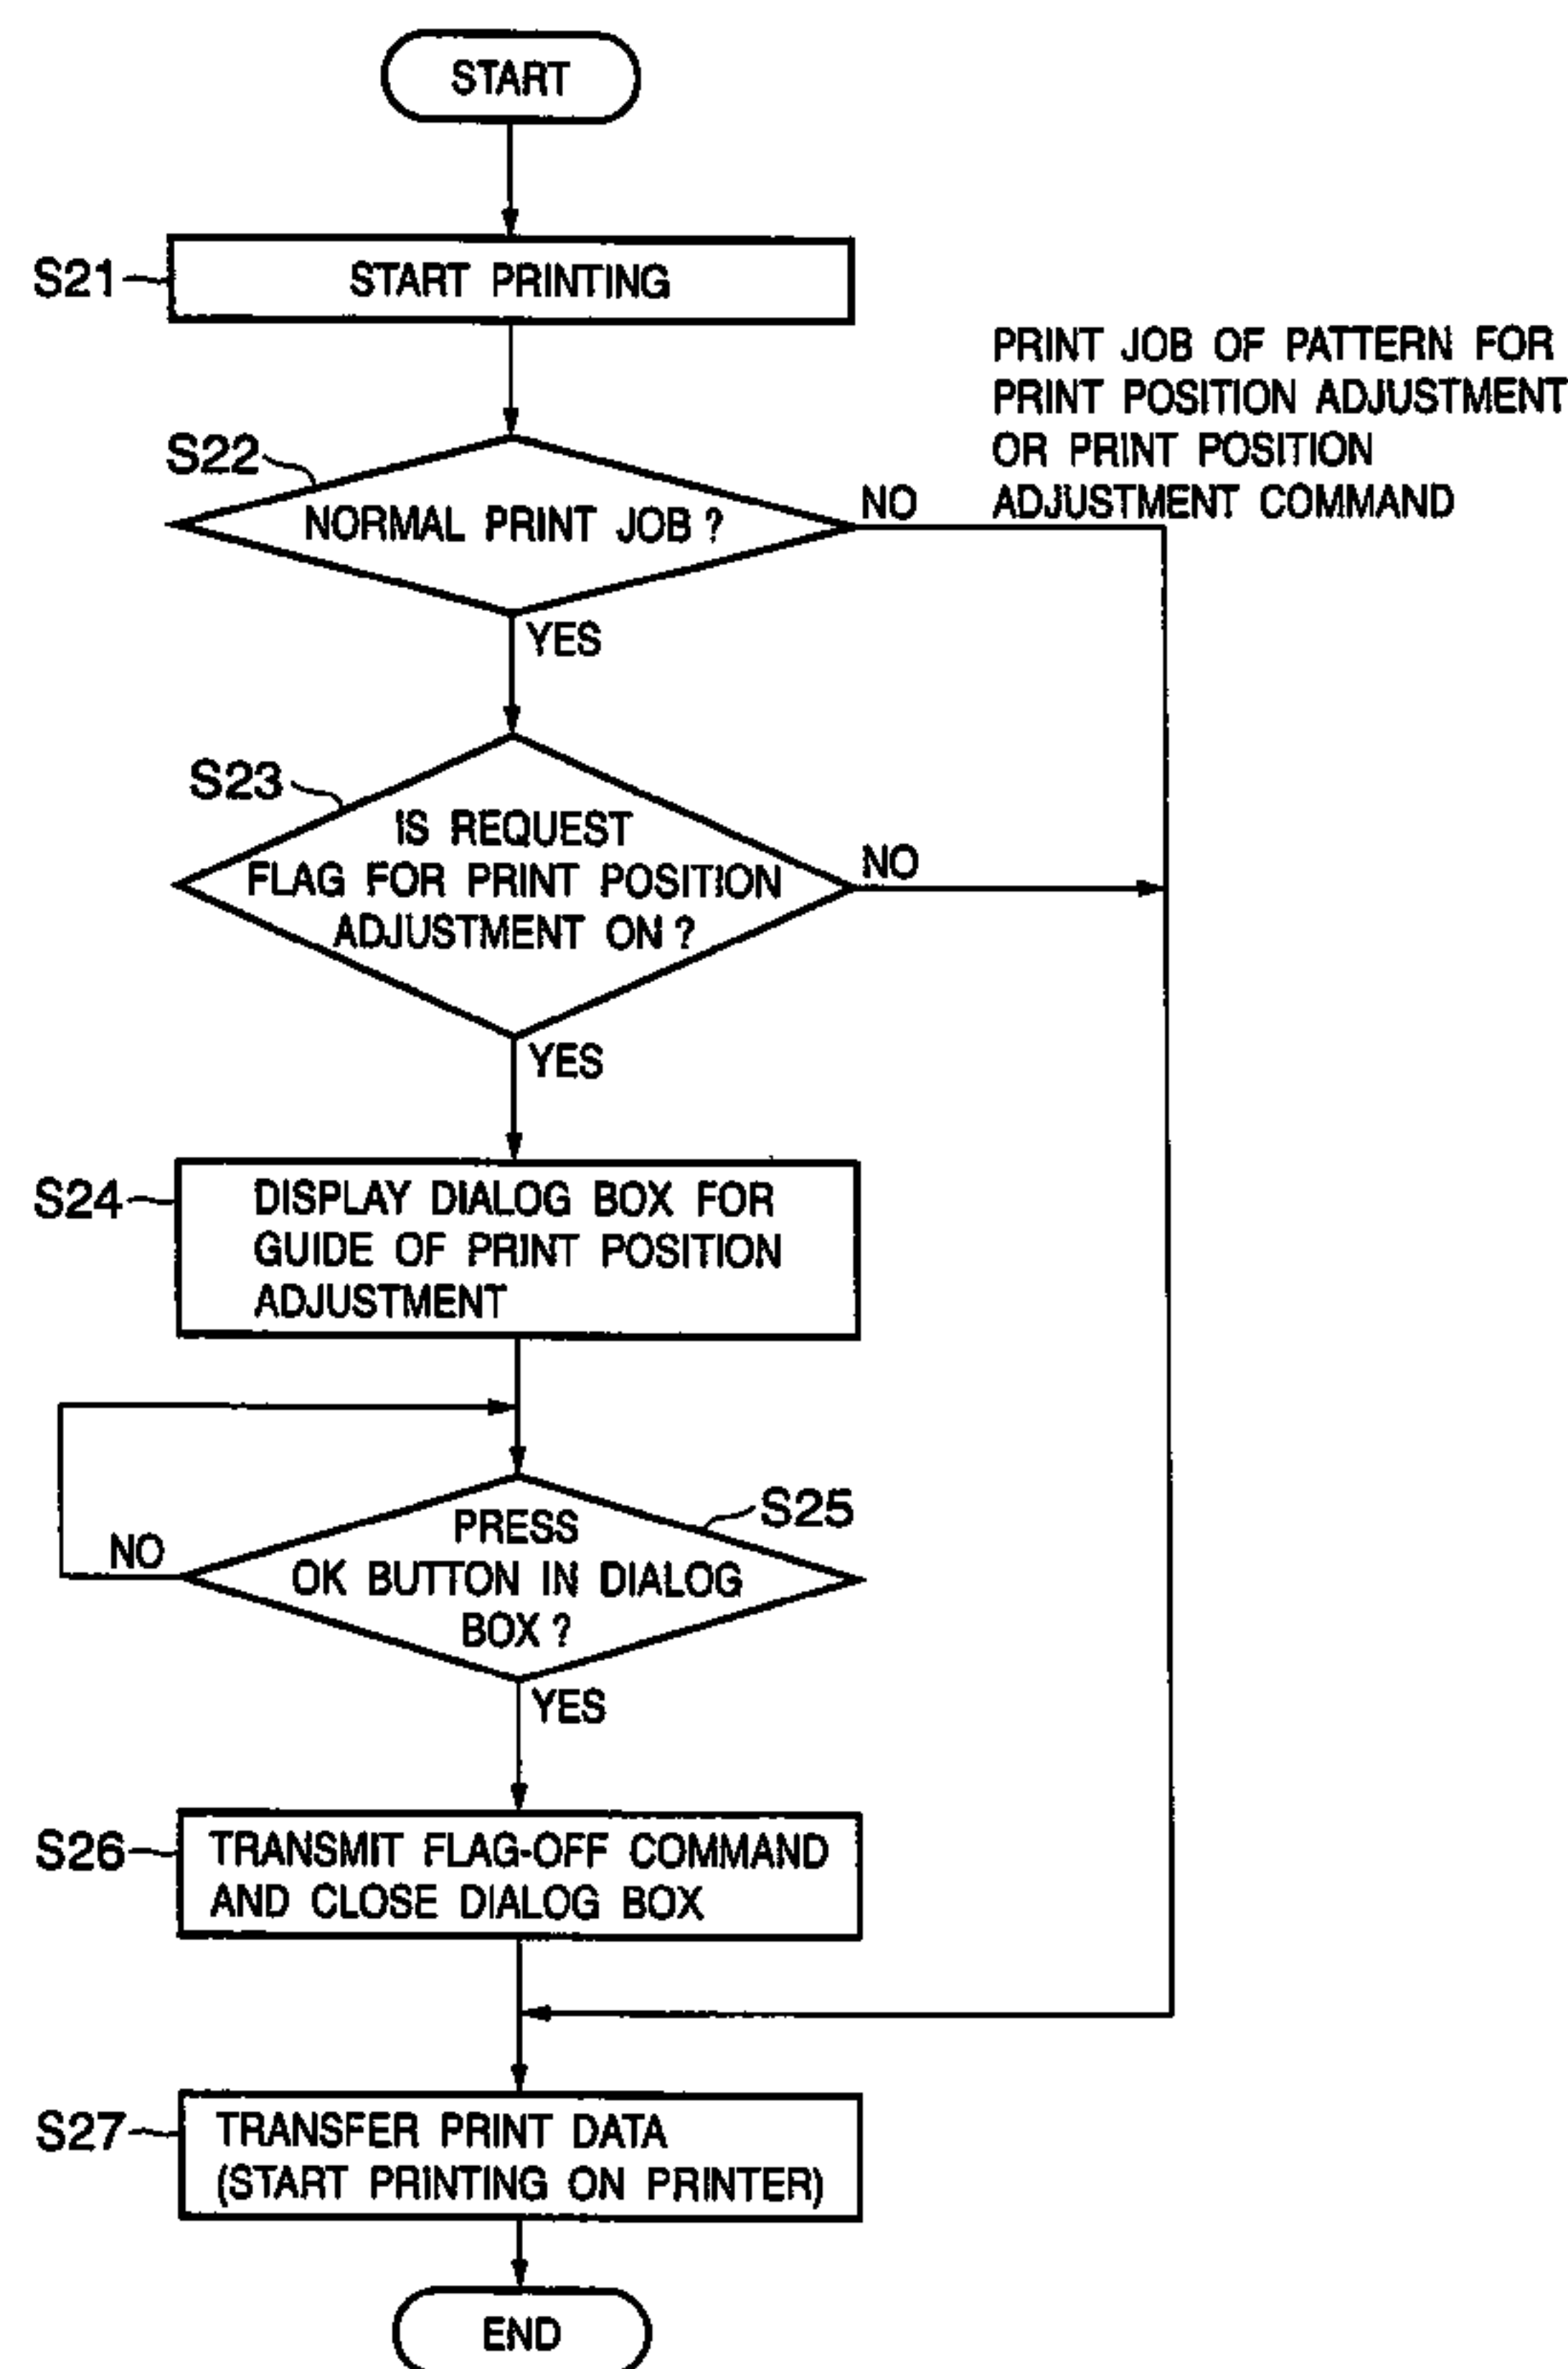 START
S21
START PRINTING
PRINT JOB OF PATTERN FOR
PRINT POSITION ADJUSTMENT
OR PRINT POSITION
ADJUSTMENT COMMAND
S22
NORMAL PRINT JOB ?
NO
YES
S23
IS REQUEST
FLAG FOR PRINT POSITION
ADJUSTMENT ON ?
NO
YES
S24
DISPLAY DIALOG BOX FOR
GUIDE OF PRINT POSITION
ADJUSTMENT
S25
PRESS
OK BUTTON IN DIALOG
BOX ?
NO
YES
S26
TRANSMIT FLAG-OFF COMMAND
AND CLOSE DIALOG BOX
S27
TRANSFER PRINT DATA
(START PRINTING ON PRINTER)
END